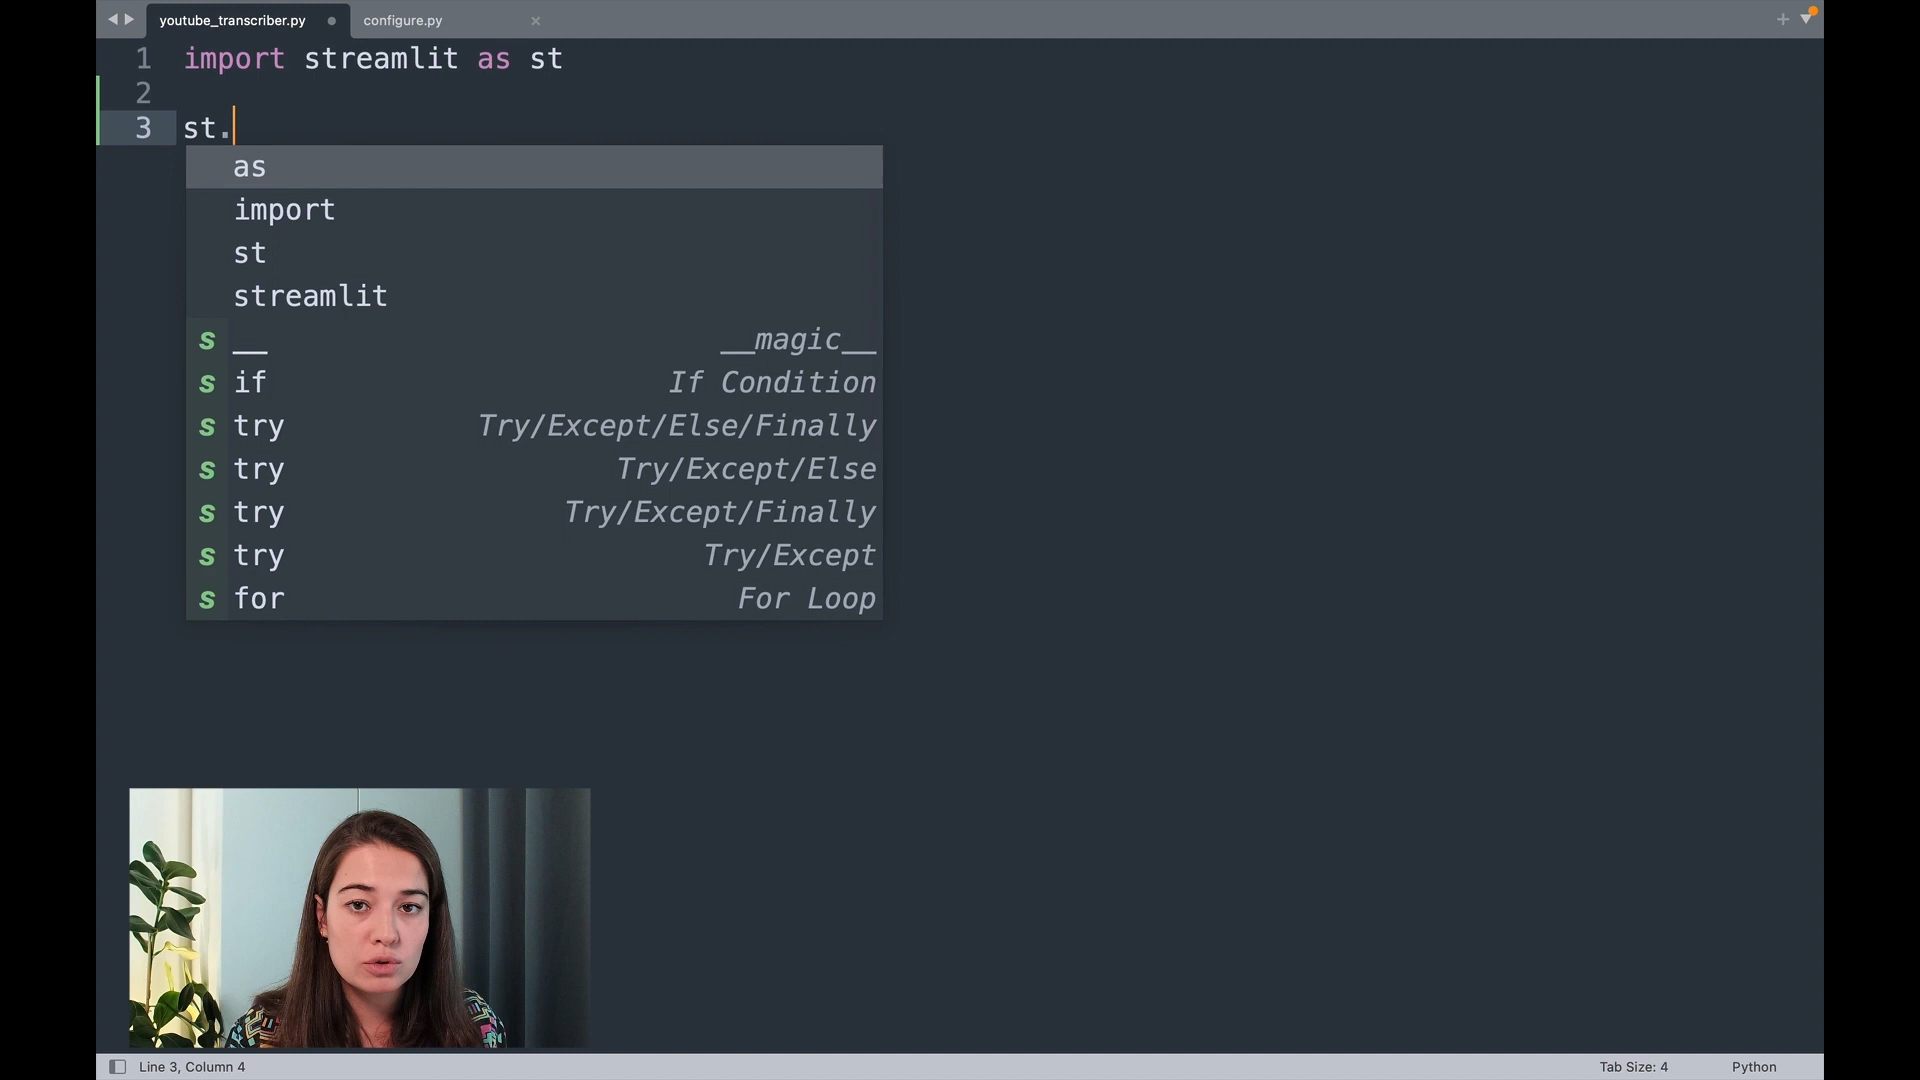 youtube_transcriber.py configure.py
1 import streamlit as st
2
3 st.
as
import
st
streamlit
s __ __magic__
s if If Condition
s try Try/Except/Else/Finally
s try Try/Except/Else
s try Try/Except/Finally
s try Try/Except
s for For Loop
Line 3, Column 4 Tab Size: 4 Python